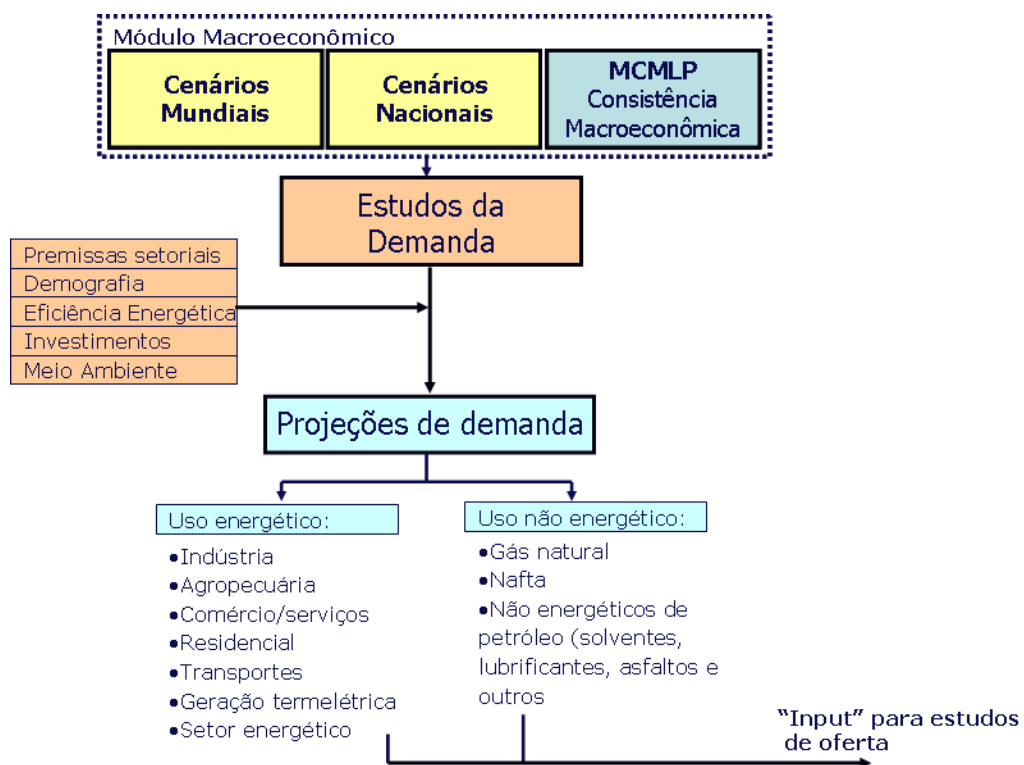 Módulo Macroeconômico
Cenários
Mundiais
Cenários
Nacionais
MCMLP
Consistência
Macroeconômica
Estudos da
Demanda
Premissas setoriais
Demografia
Eficiência Energética
Investimentos
Meio Ambiente
Projeções de demanda
Uso energético:
•Indústria
•Agropecuária
•Comércio/serviços
•Residencial
•Transportes
•Geração termelétrica
•Setor energético
Uso não energético:
•Gás natural
•Nafta
•Não energéticos de
petróleo (solventes,
lubrificantes, asfaltos e
outros
“Input” para estudos
de oferta